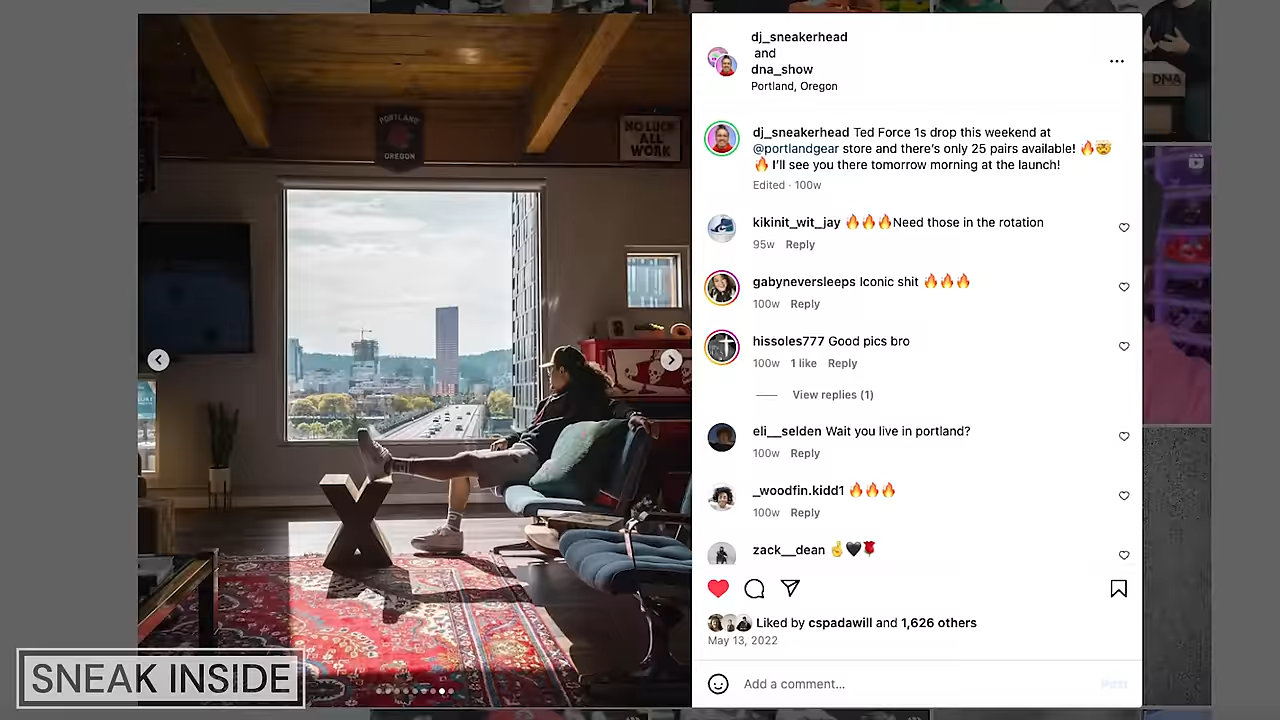 DNA
PORTLAND
OREGON
NO LUCK
ALL
WORK
SNEAK INSIDE
dj_sneakerhead
and
dna_show
Portland, Oregon
dj_sneakerhead Ted Force 1s drop this weekend at
@portlandgear store and there's only 25 pairs available! 🔥🤯
🔥 I'll see you there tomorrow morning at the launch!
Edited · 100w
kikinit_wit_jay 🔥🔥🔥Need those in the rotation
95w Reply
gabyneversleeps Iconic shit 🔥🔥🔥
100w Reply
hissoles777 Good pics bro
100w 1 like Reply
View replies (1)
eli__selden Wait you live in portland?
100w Reply
_woodfin.kidd1 🔥🔥🔥
100w Reply
zack__dean 🤞🖤🌹
Liked by cspadawill and 1,626 others
May 13, 2022
Add a comment...
Post